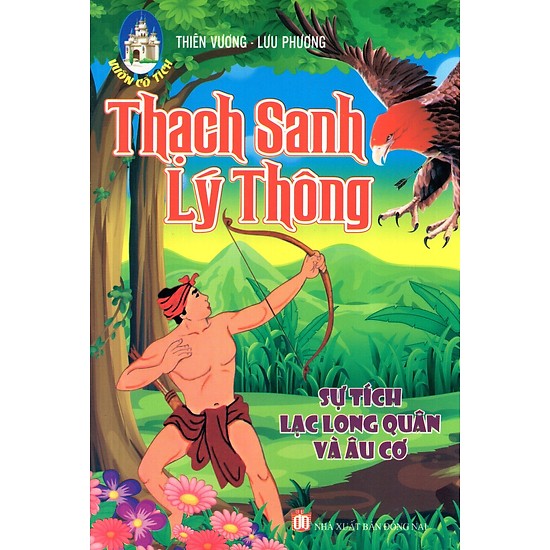 THIÊN VƯƠNG - LƯU PHƯƠNG
VƯỜN CỔ TÍCH
Thạch Sanh
Lý Thông
SỰ TÍCH
LẠC LONG QUÂN
VÀ ÂU CƠ
NHÀ XUẤT BẢN ĐỒNG NAI